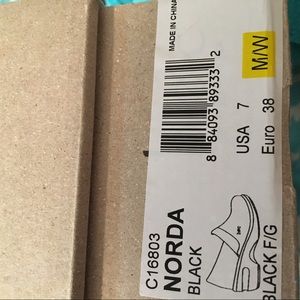 C16803
NORDA
BLACK
BLACK F/G
MADE IN CHINA
8 84093 89333 2
USA 7
Euro 38
M/W